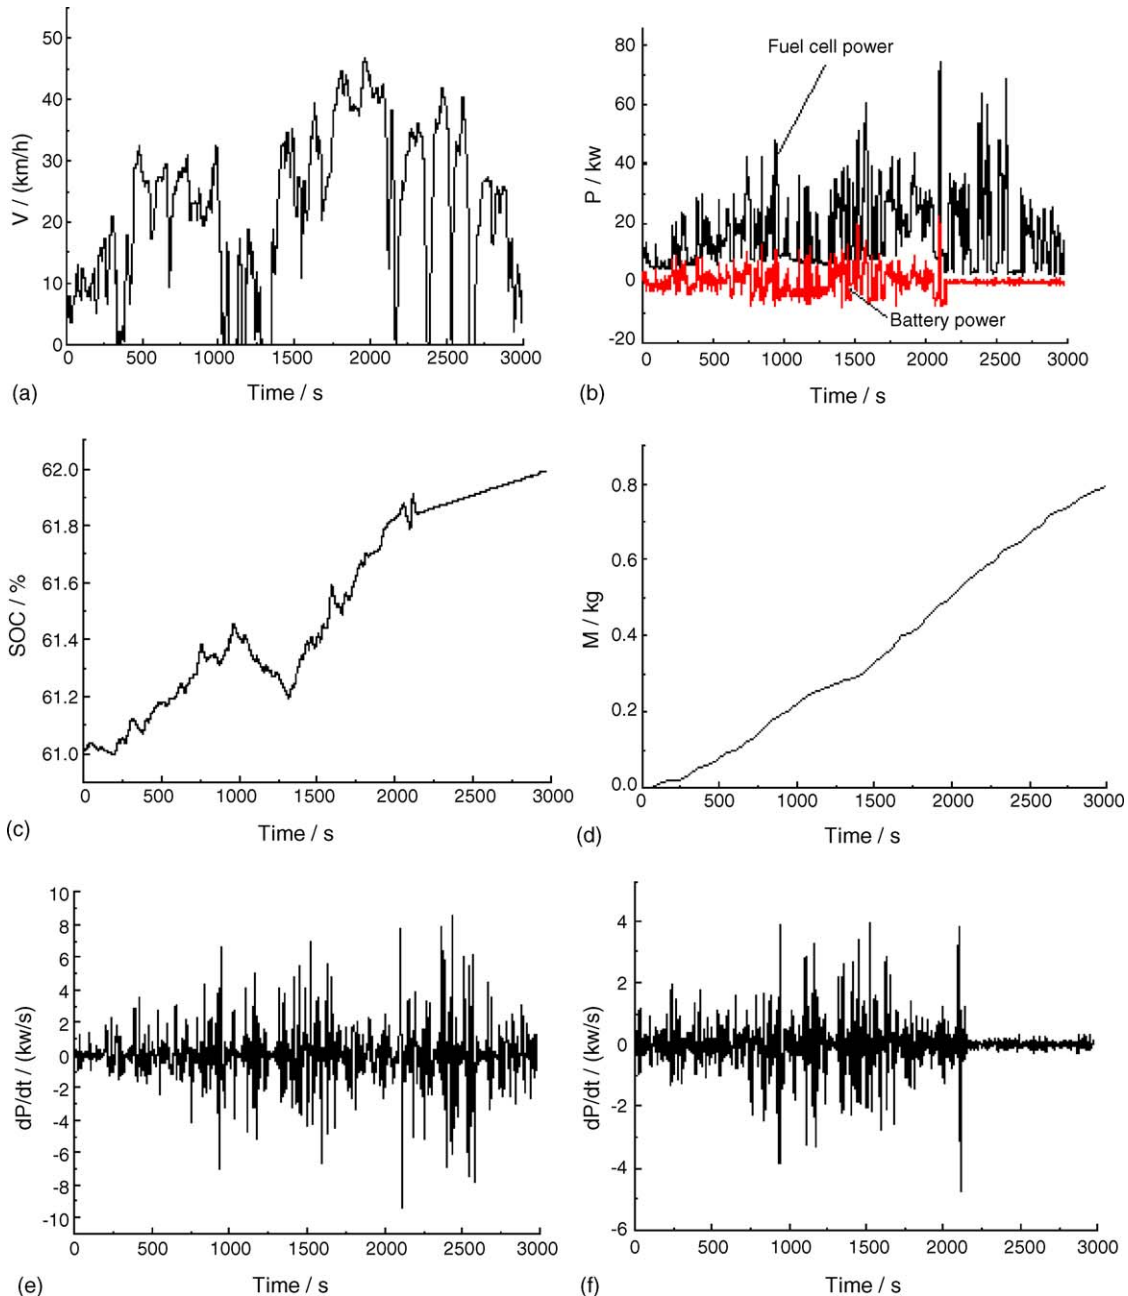 50
40
30
20
10
0
V / (km/h)
0 500 1000 1500 2000 2500 3000
Time / s
(a)
80
60
40
20
0
-20
P / kw
Fuel cell power
Battery power
0 500 1000 1500 2000 2500 3000
Time / s
(b)
62.0
61.8
61.6
61.4
61.2
61.0
SOC / %
0 500 1000 1500 2000 2500 3000
Time / s
(c)
0.8
0.6
0.4
0.2
0.0
M / kg
0 500 1000 1500 2000 2500 3000
Time / s
(d)
10
8
6
4
2
0
-2
-4
-6
-8
-10
dP/dt / (kw/s)
0 500 1000 1500 2000 2500 3000
Time / s
(e)
4
2
0
-2
-4
-6
dP/dt / (kw/s)
0 500 1000 1500 2000 2500 3000
Time / s
(f)